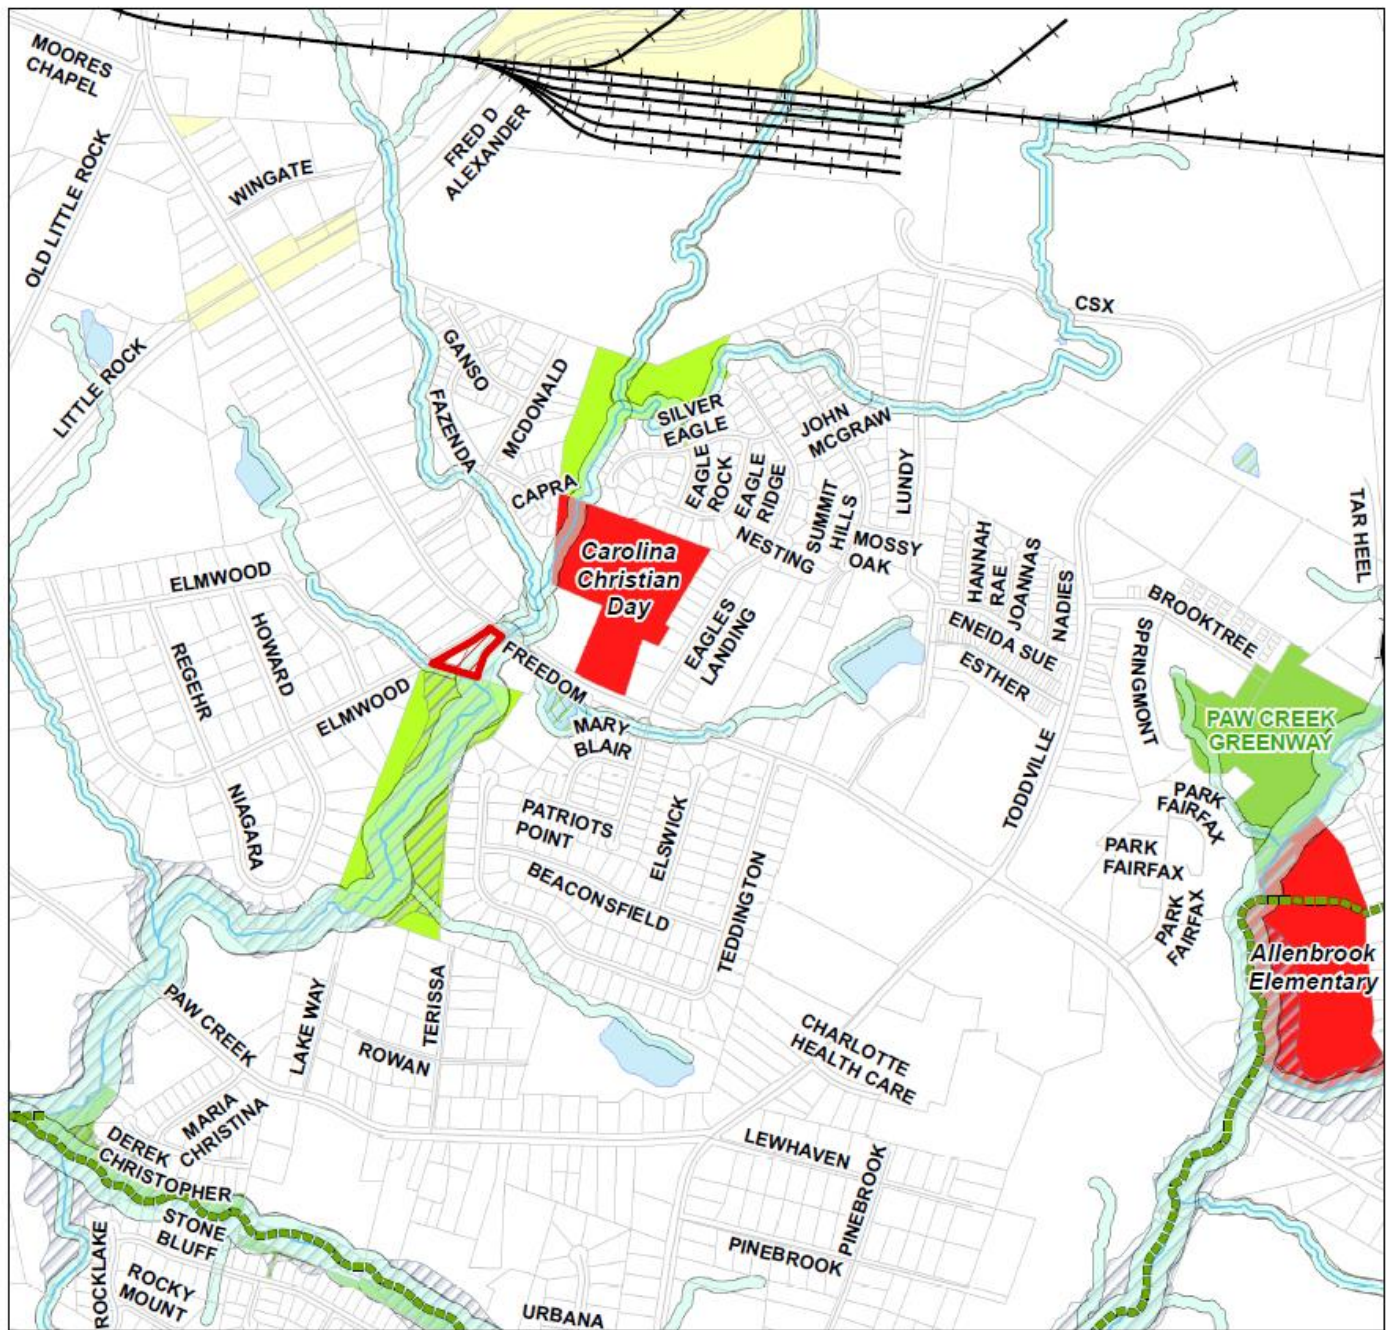 MOORES
CHAPEL
OLD LITTLE ROCK
WINGATE
FRED D
ALEXANDER
LITTLE ROCK
GANSO
MCDONALD
FAZENDA
CAPRA
SILVER
EAGLE
EAGLE
ROCK
EAGLE
RIDGE
JOHN
MCGRAW
SUMMIT
HILLS
LUNDY
NESTING
MOSSY
OAK
CSX
TAR HEEL
HANNAH
RAE
JOANNAS
NADIES
BROOKTREE
ENEIDA SUE
ESTHER
SPRINGMONT
Carolina
Christian
Day
EAGLES
LANDING
ELMWOOD
HOWARD
REGEHR
ELMWOOD
FREEDOM
MARY
BLAIR
NIAGARA
PATRIOTS
POINT
ELSWICK
BEACONSFIELD
TEDDINGTON
TODDVILLE
PAW CREEK
GREENWAY
PARK
FAIRFAX
PARK
FAIRFAX
PARK
FAIRFAX
Allenbrook
Elementary
PAW CREEK
LAKE WAY
TERISSA
ROWAN
CHARLOTTE
HEALTH CARE
MARIA
CHRISTINA
DEREK
CHRISTOPHER
LEWHAVEN
PINEBROOK
PINEBROOK
STONE
BLUFF
ROCKLAKE
ROCKY
MOUNT
URBANA